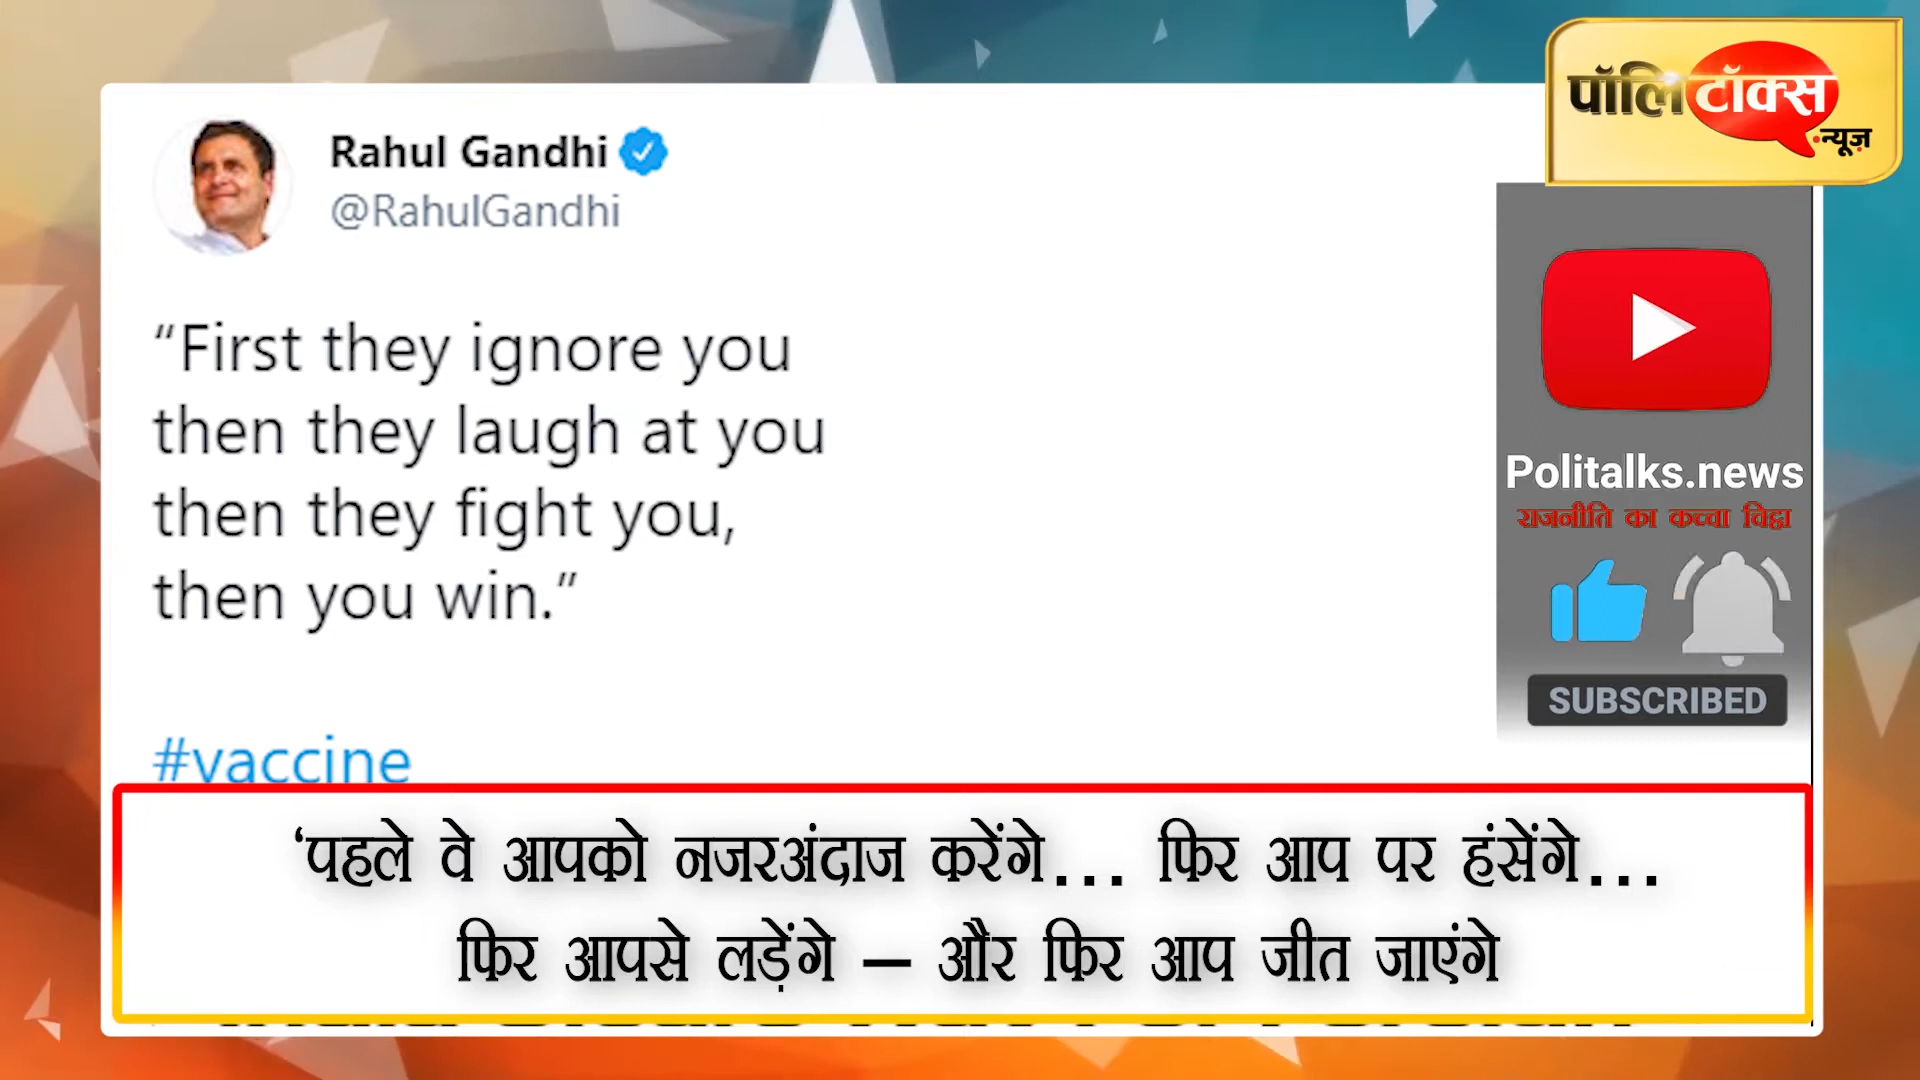 पॉलिटॉक्स
.न्यूज़
Rahul Gandhi
@RahulGandhi
“First they ignore you
then they laugh at you
then they fight you,
then you win.”
#vaccine
Politalks.news
राजनीति का कच्चा चिट्ठा
SUBSCRIBED
‘पहले वे आपको नजरअंदाज करेंगे... फिर आप पर हंसेंगे...
फिर आपसे लड़ेंगे – और फिर आप जीत जाएंगे